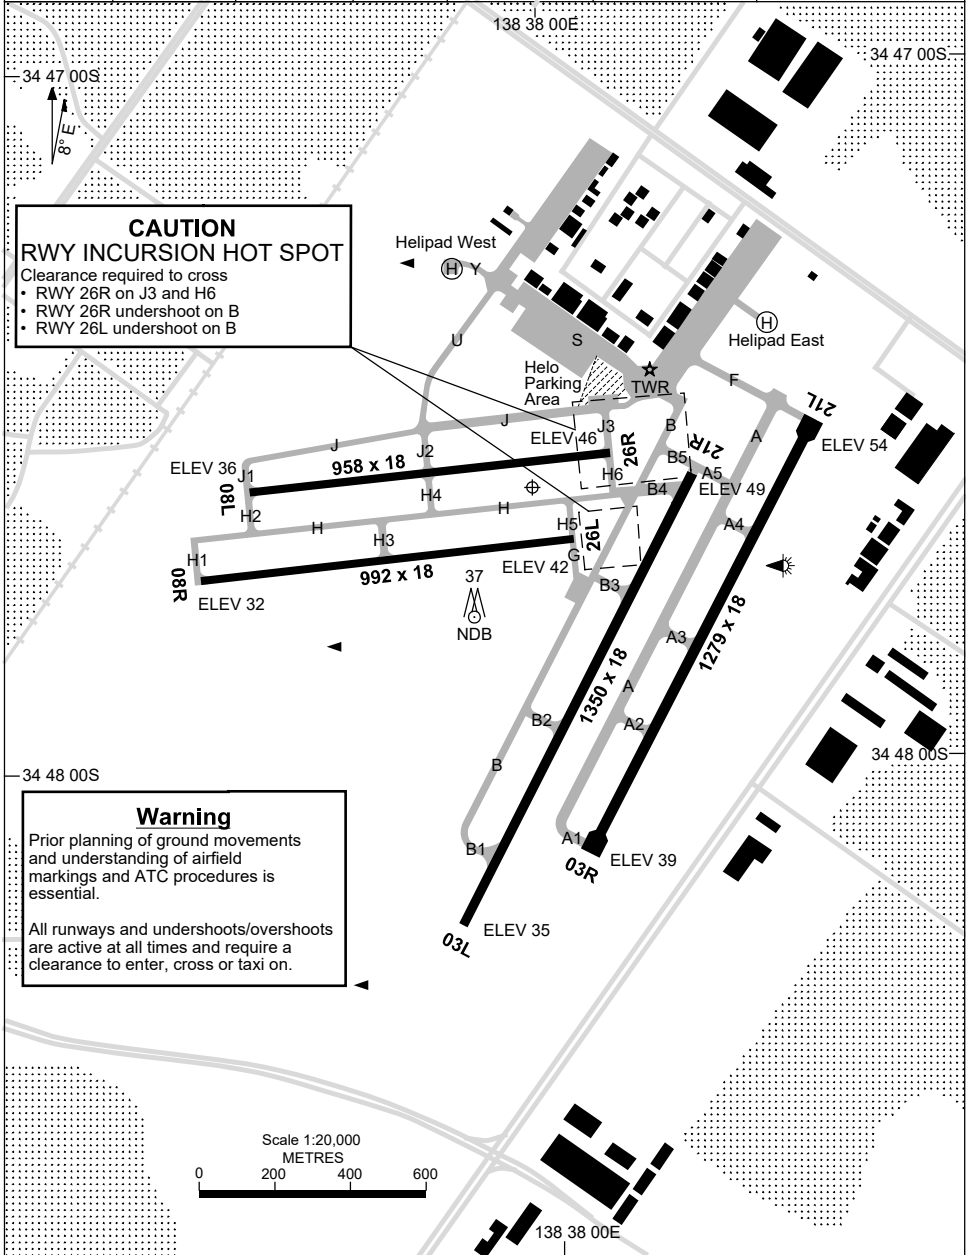 138 38 00E
34 47 00S
34 47 00S
8° E
CAUTION
RWY INCURSION HOT SPOT
Clearance required to cross
• RWY 26R on J3 and H6
• RWY 26R undershoot on B
• RWY 26L undershoot on B
Helipad West
H Y
H
Helipad East
U
S
Helo
Parking
Area
TWR
F
21L
J
J
J3
B
A
ELEV 54
ELEV 46
26R
21R
ELEV 36
J1
958 x 18
J2
B5
A5
08L
H6
ELEV 49
H4
B4
H2
H
H
H5
A4
26L
H1
H3
G
08R
992 x 18
ELEV 42
B3
ELEV 32
37
NDB
A3
1279 x 18
1350 x 18
A
B2
A2
B
34 48 00S
34 48 00S
Warning
Prior planning of ground movements
and understanding of airfield
markings and ATC procedures is
essential.
All runways and undershoots/overshoots
are active at all times and require a
clearance to enter, cross or taxi on.
A1
B1
ELEV 39
03R
ELEV 35
03L
Scale 1:20,000
METRES
0 200 400 600
138 38 00E